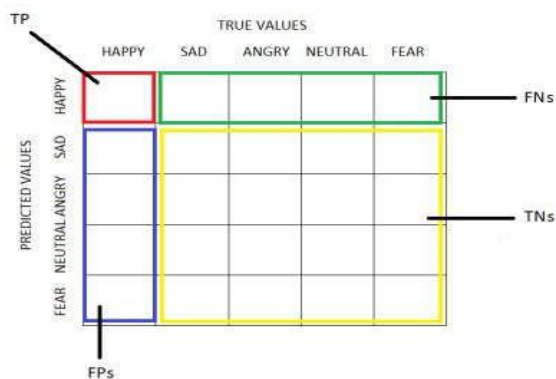 TP
TRUE VALUES
HAPPY SAD ANGRY NEUTRAL FEAR
PREDICTED VALUES
HAPPY
SAD
ANGRY
NEUTRAL
FEAR
FNs
TNs
FPs